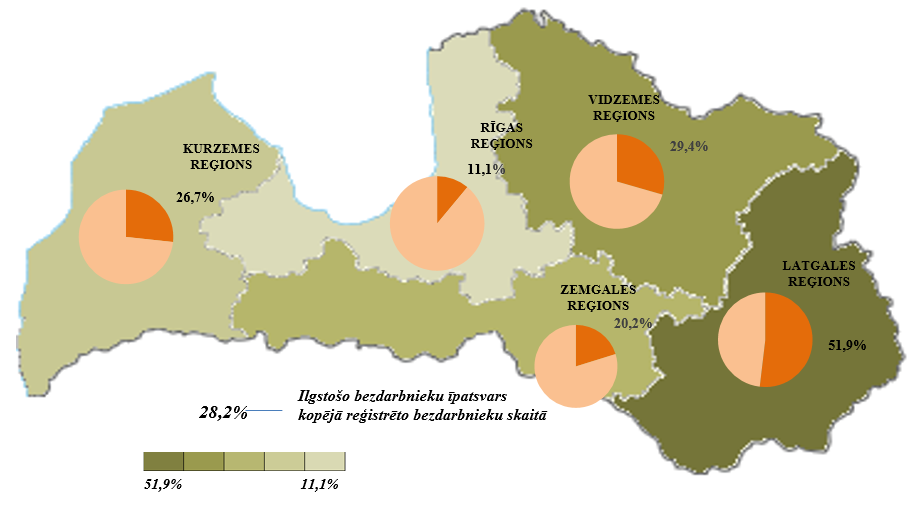 VIDZEMES
REĢIONS
29,4%
RĪGAS
REĢIONS
11,1%
KURZEMES
REĢIONS
26,7%
LATGALES
REĢIONS
51,9%
ZEMGALES
REĢIONS
20,2%
28,2%
Ilgstošo bezdarbnieku īpatsvars
kopējā reģistrēto bezdarbnieku skaitā
51,9% 11,1%